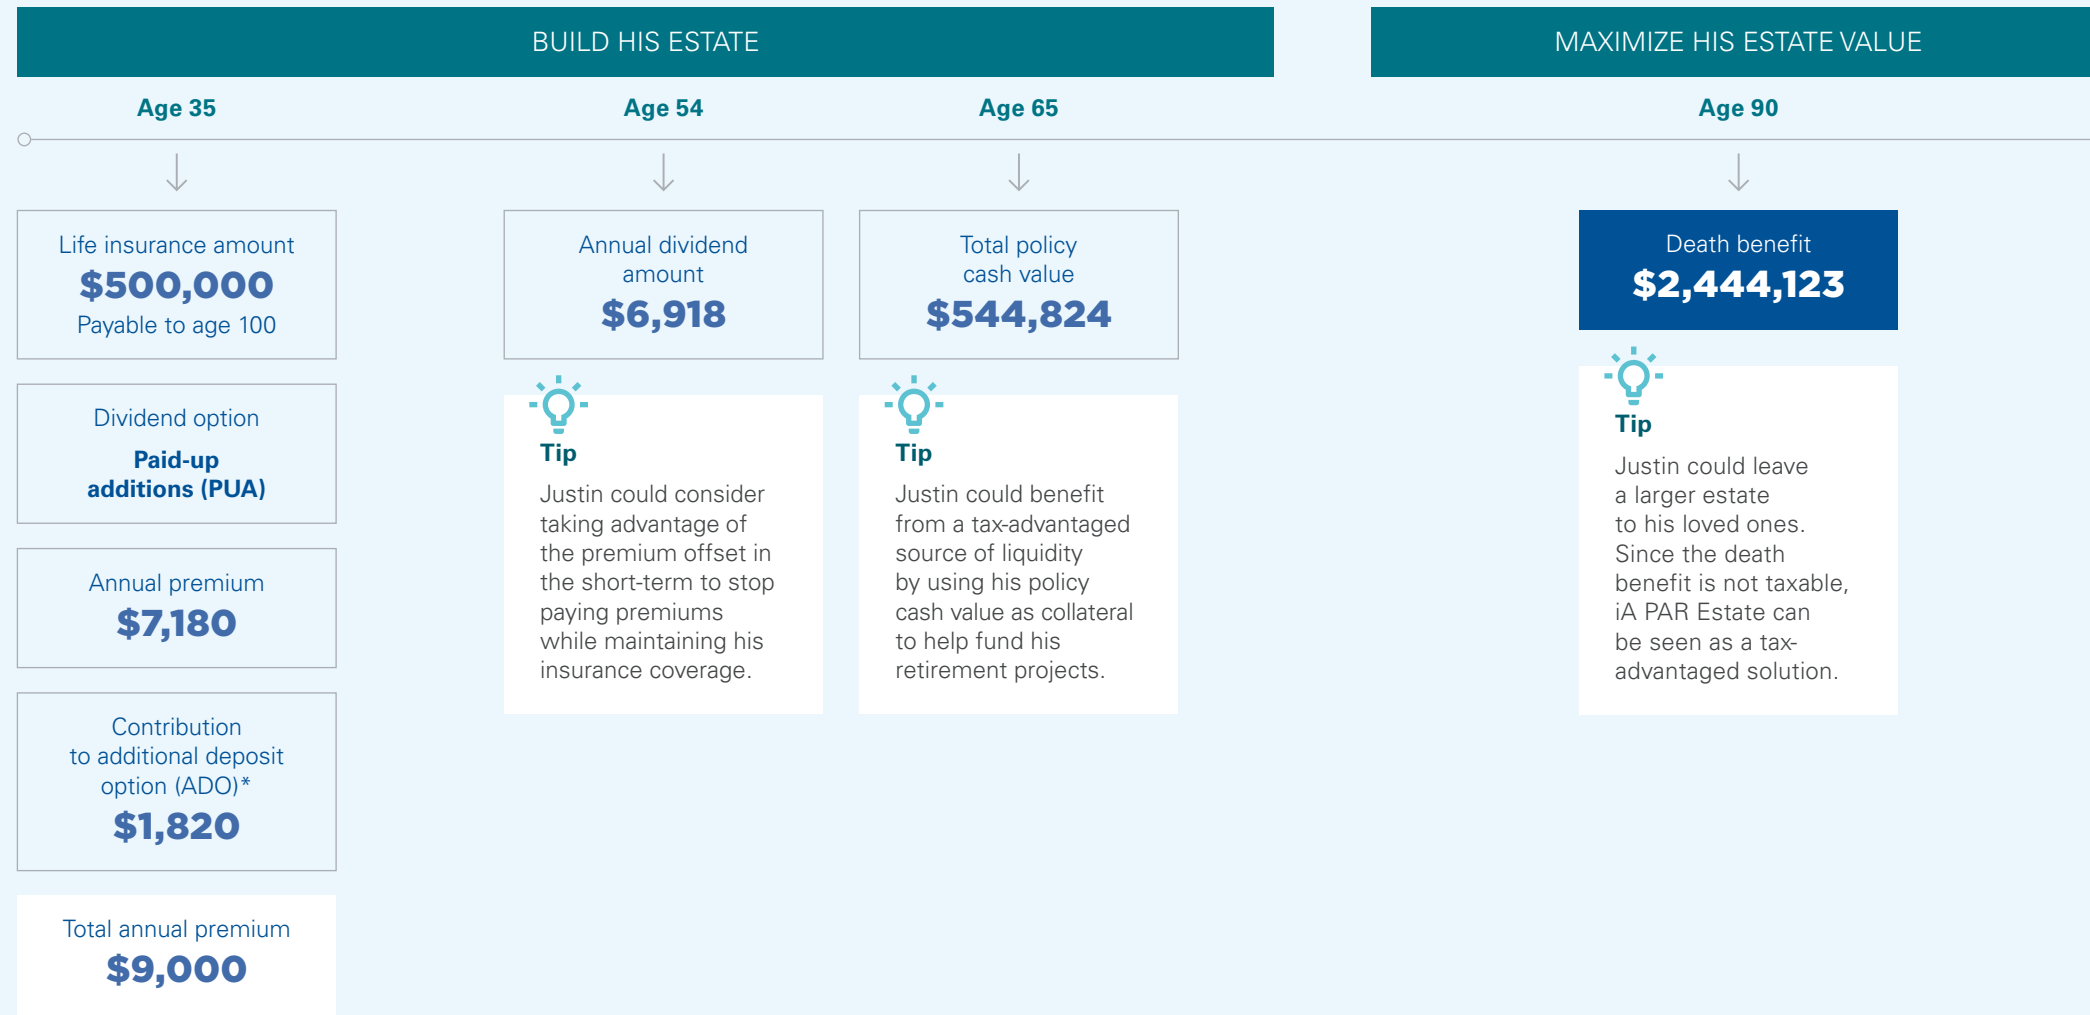 BUILD HIS ESTATE
MAXIMIZE HIS ESTATE VALUE
Age 35
Life insurance amount
$500,000
Payable to age 100
Dividend option
Paid-up
additions (PUA)
Annual premium
$7,180
Contribution
to additional deposit
option (ADO)*
$1,820
Total annual premium
$9,000
Age 54
Annual dividend
amount
$6,918
Tip
Justin could consider
taking advantage of
the premium offset in
the short-term to stop
paying premiums
while maintaining his
insurance coverage.
Age 65
Total policy
cash value
$544,824
Tip
Justin could benefit
from a tax-advantaged
source of liquidity
by using his policy
cash value as collateral
to help fund his
retirement projects.
Age 90
Death benefit
$2,444,123
Tip
Justin could leave
a larger estate
to his loved ones.
Since the death
benefit is not taxable,
iA PAR Estate can
be seen as a tax-
advantaged solution.